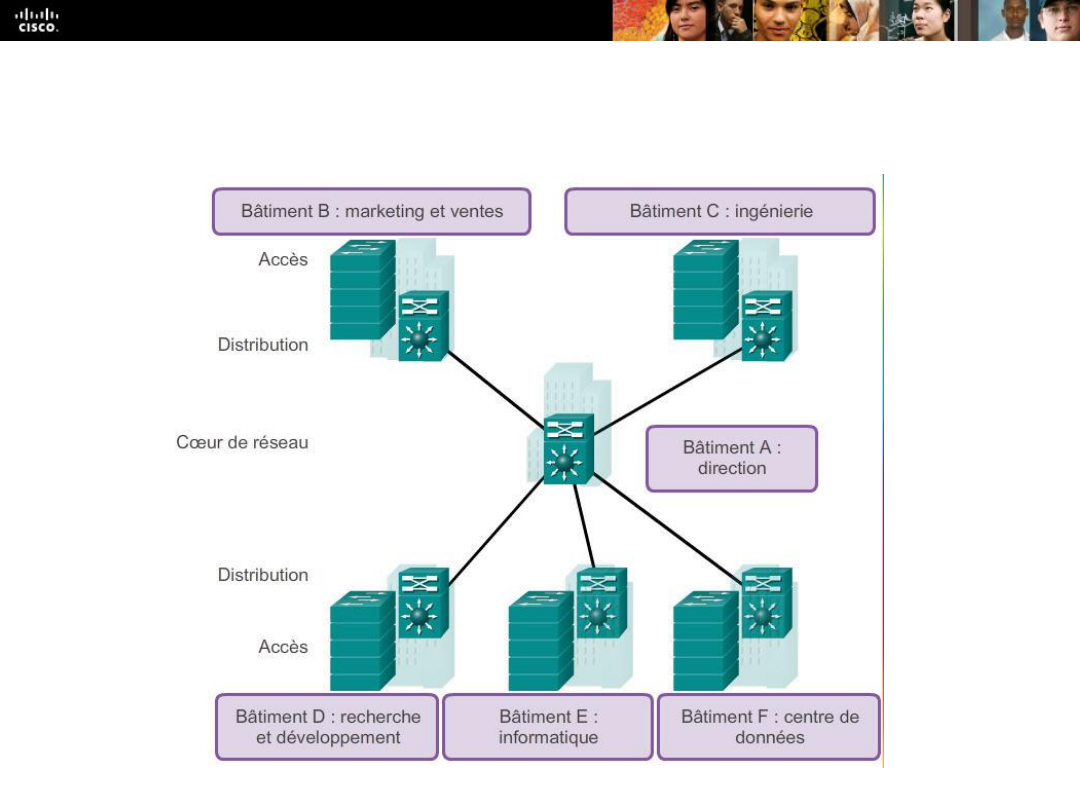 CISCO.
Bâtiment B : marketing et ventes
Bâtiment C : ingénierie
Accès
Distribution
Cœur de réseau
Bâtiment A :
direction
Distribution
Accès
Bâtiment D : recherche
et développement
Bâtiment E :
informatique
Bâtiment F : centre de
données